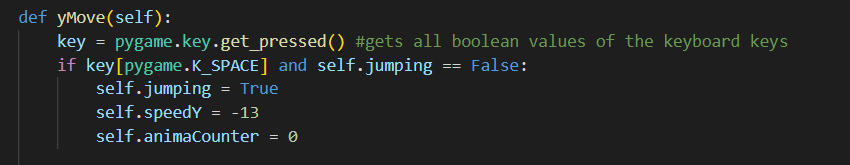 def yMove(self):
    key = pygame.key.get_pressed() #gets all boolean values of the keyboard keys
    if key[pygame.K_SPACE] and self.jumping == False:
        self.jumping = True
        self.speedY = -13
        self.animaCounter = 0